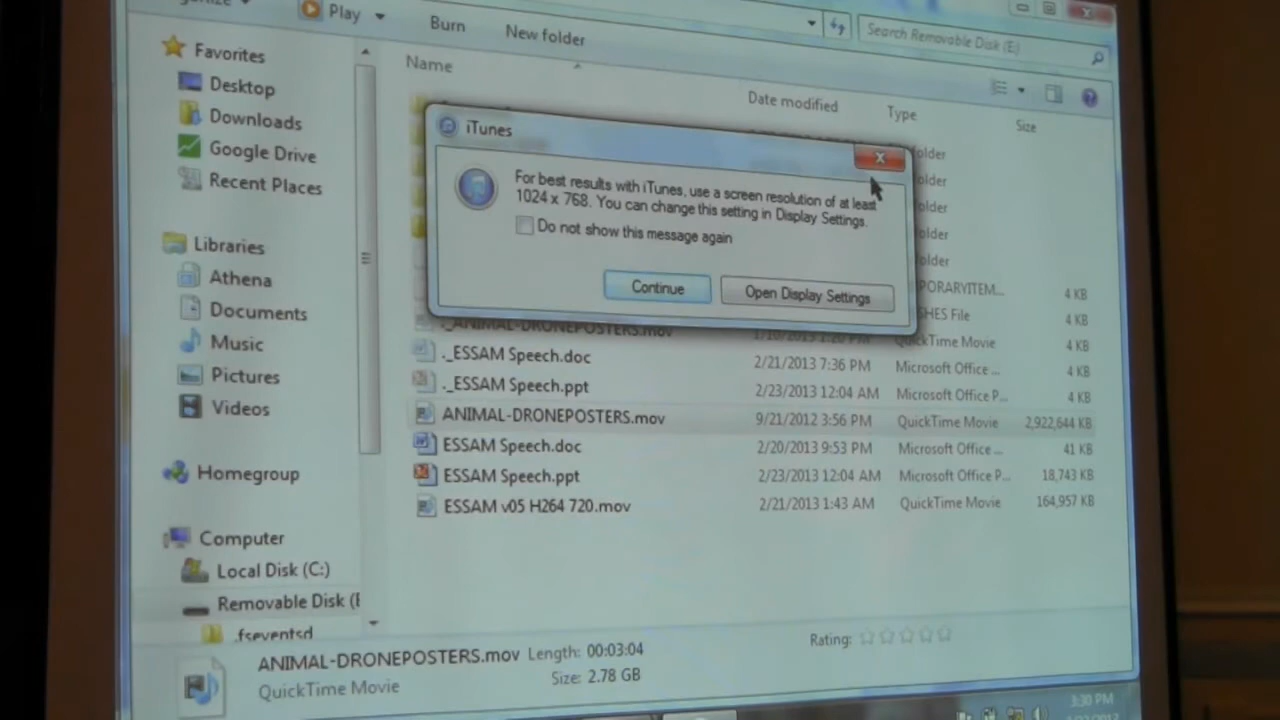 Play
Burn
New folder
Search Removable Disk (E:)
Favorites
Desktop
Downloads
Google Drive
Recent Places
Libraries
Athena
Documents
Music
Pictures
Videos
Homegroup
Computer
Local Disk (C:)
Removable Disk (E
.fseventsd
Name
Date modified
Type
Size
iTunes
For best results with iTunes, use a screen resolution of at least
1024 x 768. You can change this setting in Display Settings.
Do not show this message again
Continue
Open Display Settings
older
older
older
older
older
PORARYITEM... 4 KB
SHES File 4 KB
._ANIMAL-DRONEPOSTERS.mov QuickTime Movie 4 KB
._ESSAM Speech.doc 2/21/2013 7:36 PM Microsoft Office ... 4 KB
._ESSAM Speech.ppt 2/23/2013 12:04 AM Microsoft Office P... 4 KB
ANIMAL-DRONEPOSTERS.mov 9/21/2012 3:56 PM QuickTime Movie 2,922,644 KB
ESSAM Speech.doc 2/20/2013 9:53 PM Microsoft Office ... 41 KB
ESSAM Speech.ppt 2/23/2013 12:04 AM Microsoft Office P... 18,743 KB
ESSAM v05 H264 720.mov 2/21/2013 1:43 AM QuickTime Movie 164,957 KB
ANIMAL-DRONEPOSTERS.mov Length: 00:03:04
QuickTime Movie Size: 2.78 GB
Rating:
3:30 PM